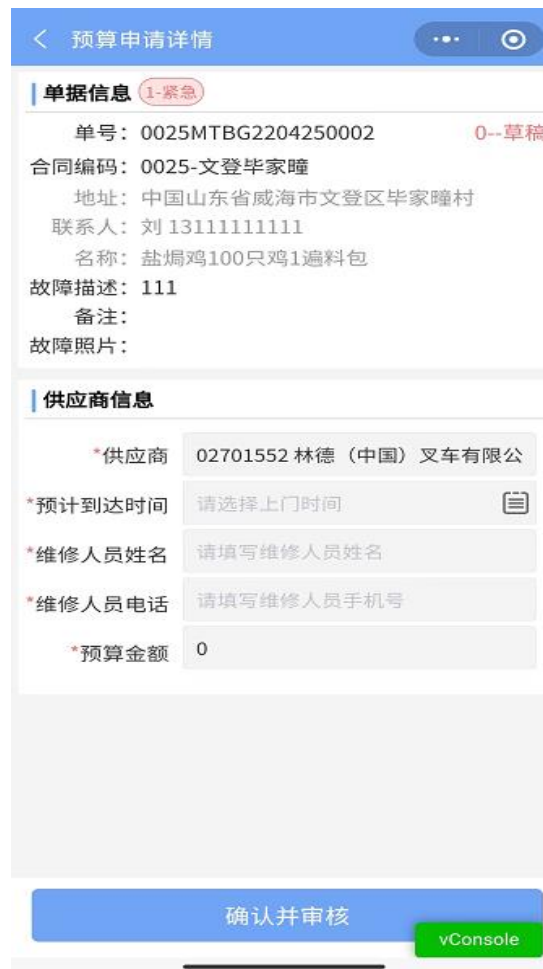 预算申请详情
单据信息 1-紧急
单号：0025MTBG2204250002 0--草稿
合同编码：0025-文登毕家疃
地址：中国山东省威海市文登区毕家疃村
联系人：刘 13111111111
名称：盐焗鸡100只鸡1遍料包
故障描述：111
备注：
故障照片：
供应商信息
*供应商 02701552 林德（中国）叉车有限公
*预计到达时间 请选择上门时间
*维修人员姓名 请填写维修人员姓名
*维修人员电话 请填写维修人员手机号
*预算金额 0
确认并审核
vConsole